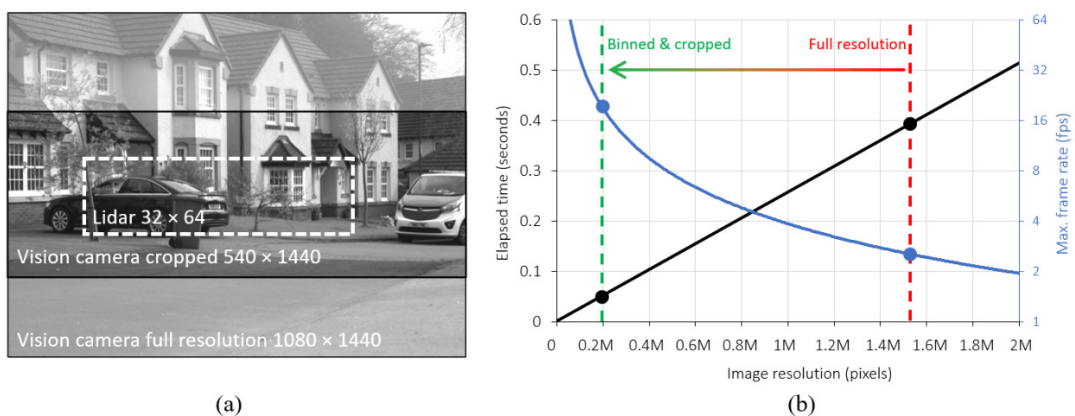 Lidar 32 × 64
Vision camera cropped 540 × 1440
Vision camera full resolution 1080 × 1440
(a)
Binned & cropped
Full resolution
Elapsed time (seconds)
0.6
0.5
0.4
0.3
0.2
0.1
0
Max. frame rate (fps)
64
32
16
8
4
2
1
0 0.2M 0.4M 0.6M 0.8M 1M 1.2M 1.4M 1.6M 1.8M 2M
Image resolution (pixels)
(b)